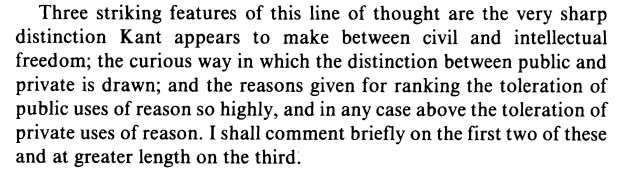 Three striking features of this line of thought are the very sharp
distinction Kant appears to make between civil and intellectual
freedom; the curious way in which the distinction between public and
private is drawn; and the reasons given for ranking the toleration of
public uses of reason so highly, and in any case above the toleration of
private uses of reason. I shall comment briefly on the first two of these
and at greater length on the third.